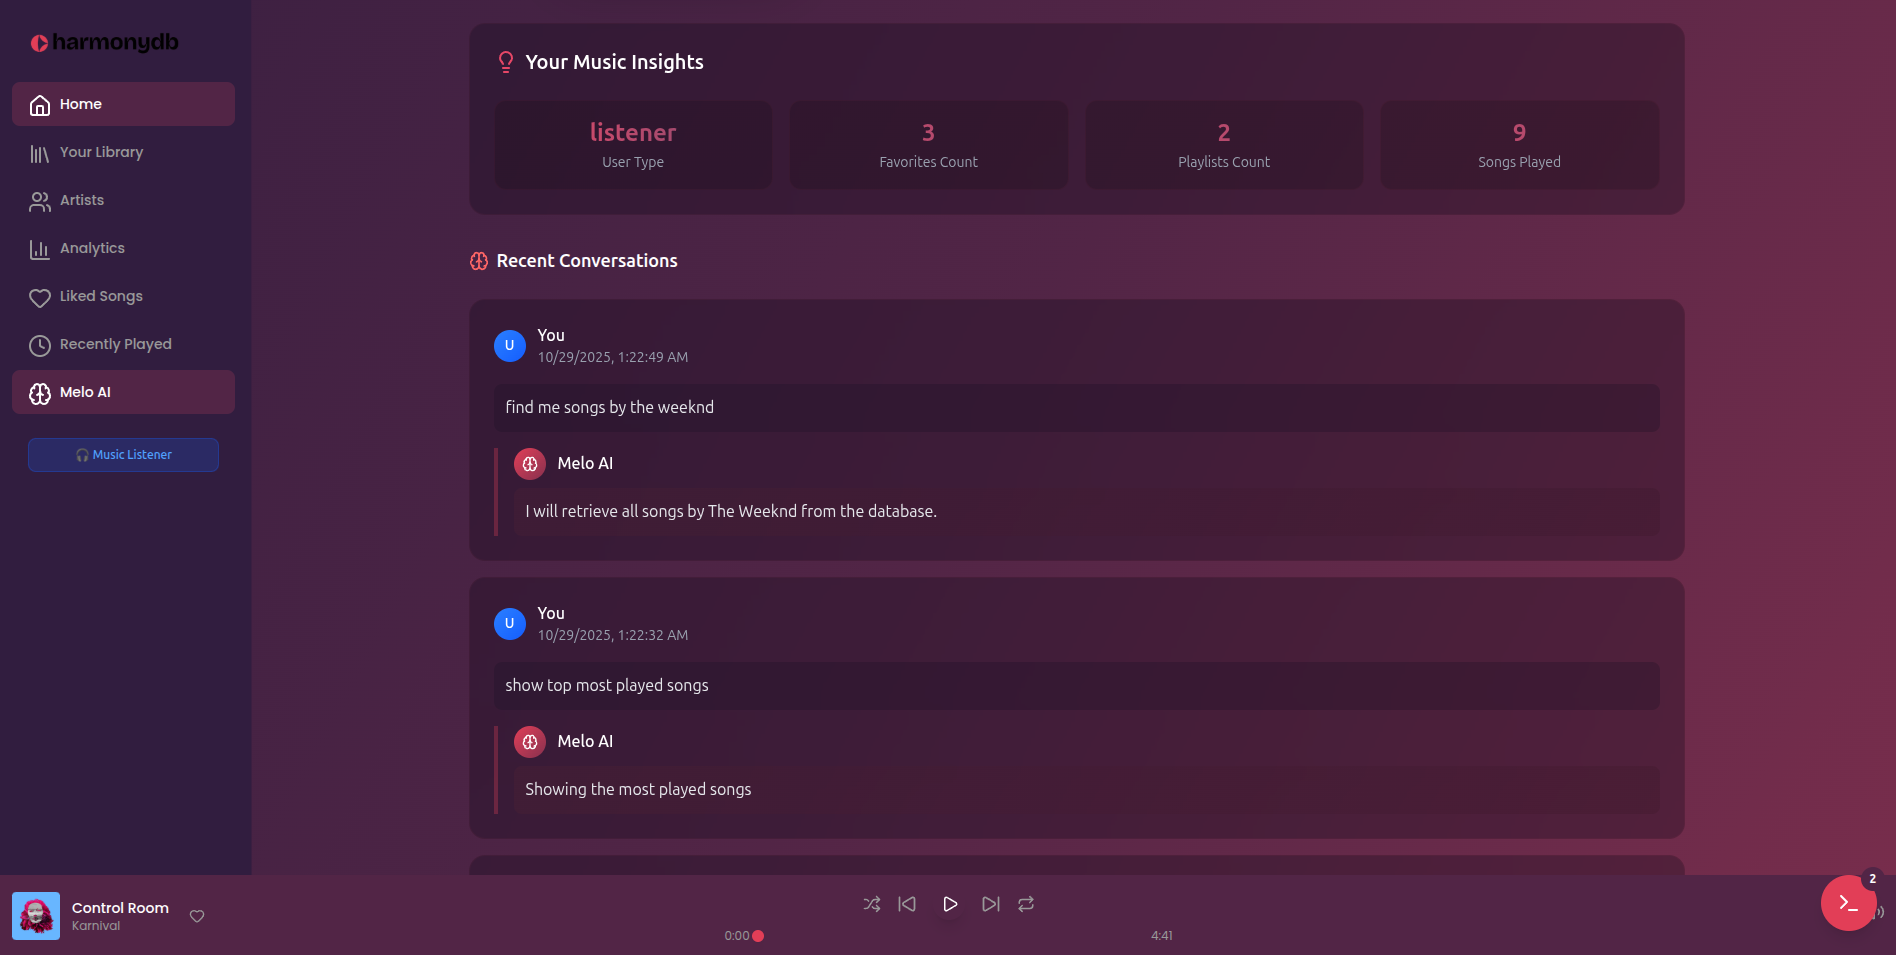 harmonydb
Home
Your Library
Artists
Analytics
Liked Songs
Recently Played
Melo AI
🎧 Music Listener
Your Music Insights
listener
User Type
3
Favorites Count
2
Playlists Count
9
Songs Played
Recent Conversations
U
You
10/29/2025, 1:22:49 AM
find me songs by the weeknd
Melo AI
I will retrieve all songs by The Weeknd from the database.
U
You
10/29/2025, 1:22:32 AM
show top most played songs
Melo AI
Showing the most played songs
Control Room
Karnival
0:00
4:41
2